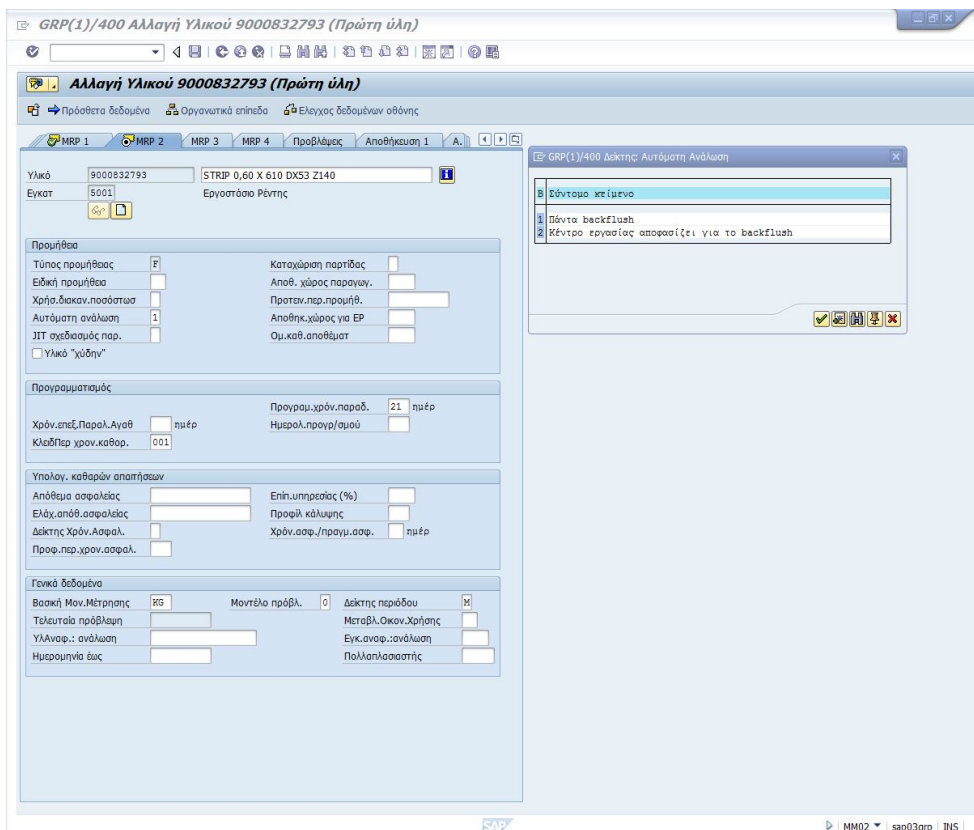 GRP(1)/400 Αλλαγή Υλικού 9000832793 (Πρώτη ύλη)
Αλλαγή Υλικού 9000832793 (Πρώτη ύλη)
Πρόσθετα δεδομένα Οργανωτικά επίπεδα Ελεγχος δεδομένων οθόνης
MRP 1 MRP 2 MRP 3 MRP 4 Προβλέψεις Αποθήκευση 1 Α.
Υλικό 9000832793 STRIP 0,60 X 610 DX53 Z140
Εγκατ 5001 Εργοστάσιο Ρέντης
Προμήθεια
Τύπος προμήθειας F Καταχώριση παρτίδας
Ειδική προμήθεια Αποθ. χώρος παραγωγ.
Χρήσ.διακαν.ποσόστωσ Προτειν.περ.προμήθ.
Αυτόματη ανάλωση 1 Αποθηκ.χώρος για ΕΡ
JIT σχεδιασμός παρ. Ομ.καθ.αποθέματ
Υλικό "χύδην"
Προγραμματισμός
Προγραμ.χρόν.παραδ. 21 ημέρ
Χρόν.επεξ.Παραλ.Αγαθ ημέρ Ημερολ.προγρ/σμού
ΚλειδΠερ χρον.καθορ. 001
Υπολογ. καθαρών απαιτήσεων
Απόθεμα ασφαλείας Επίπ.υπηρεσίας (%)
Ελάχ.απόθ.ασφαλείας Προφίλ κάλυψης
Δείκτης Χρόν.Ασφαλ. Χρόν.ασφ./πραγμ.ασφ. ημέρ
Προφ.περ.χρον.ασφαλ.
Γενικά δεδομένα
Βασική Μον.Μέτρησης KG Μοντέλο πρόβλ. 0 Δείκτης περιόδου M
Τελευταία πρόβλεψη Μεταβλ.Οικον.Χρήσης
ΥλΑναφ.: ανάλωση Εγκ.αναφ.:ανάλωση
Ημερομηνία έως Πολλαπλασιαστής
GRP(1)/400 Δείκτης: Αυτόματη Ανάλωση
B Σύντομο κείμενο
1 Πάντα backflush
2 Κέντρο εργασίας αποφασίζει για το backflush
SAP
MM02 sap03grp INS